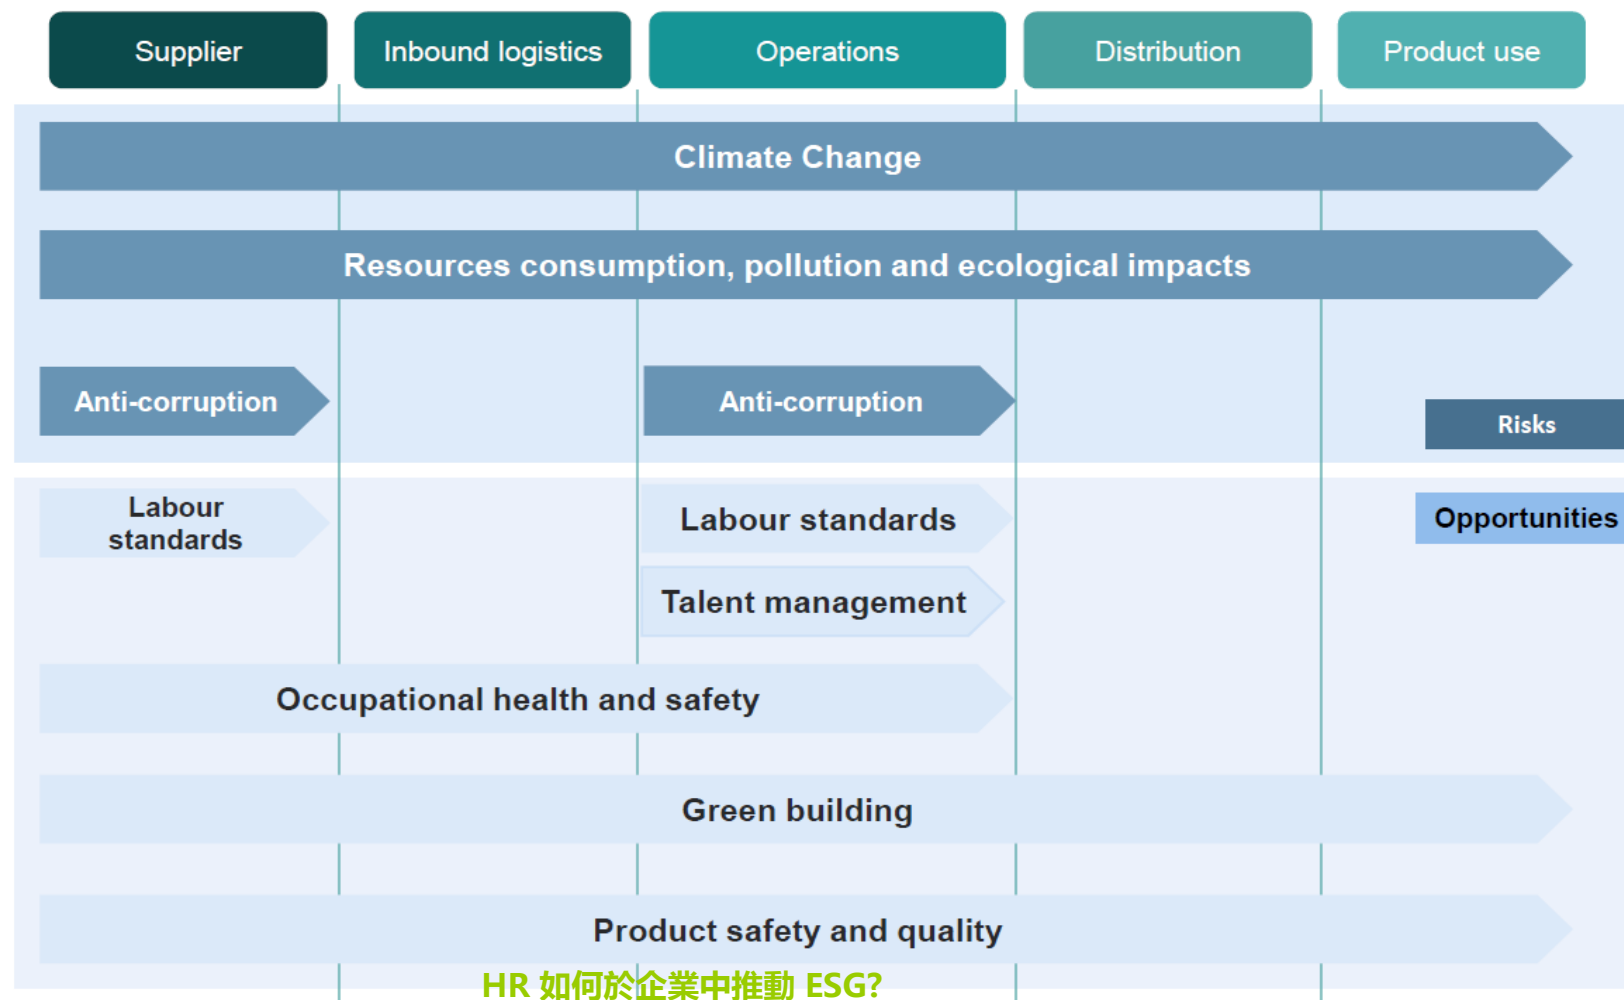 Supplier
Inbound logistics
Operations
Distribution
Product use
Climate Change
Resources consumption, pollution and ecological impacts
Anti-corruption
Anti-corruption
Risks
Labour
standards
Labour standards
Opportunities
Talent management
Occupational health and safety
Green building
Product safety and quality
HR 如何於企業中推動 ESG?